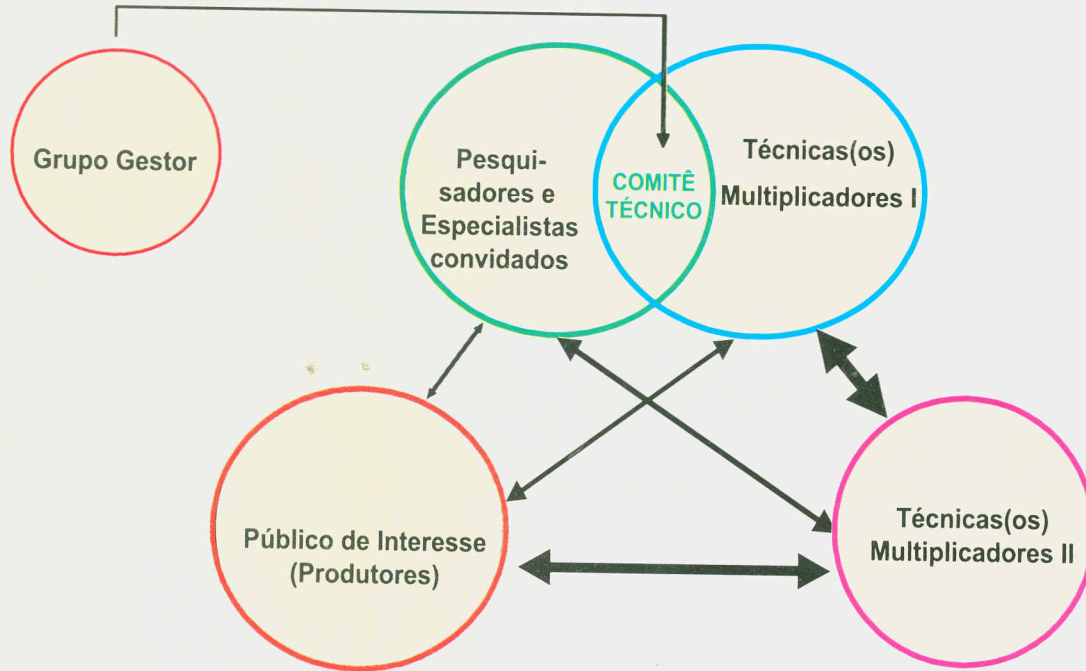 Grupo Gestor
Pesqui-
sadores e
Especialistas
convidados
COMITÊ
TÉCNICO
Técnicas(os)
Multiplicadores I
Público de Interesse
(Produtores)
Técnicas(os)
Multiplicadores II